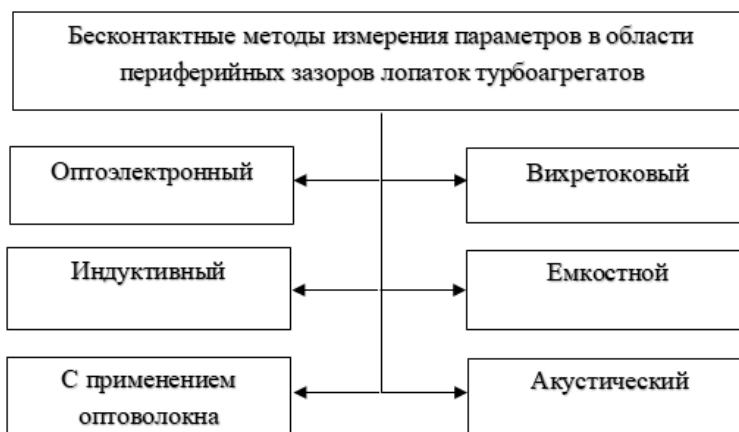 Бесконтактные методы измерения параметров в области
периферийных зазоров лопаток турбоагрегатов
Оптоэлектронный
Вихретоковый
Индуктивный
Емкостной
С применением
оптоволокна
Акустический